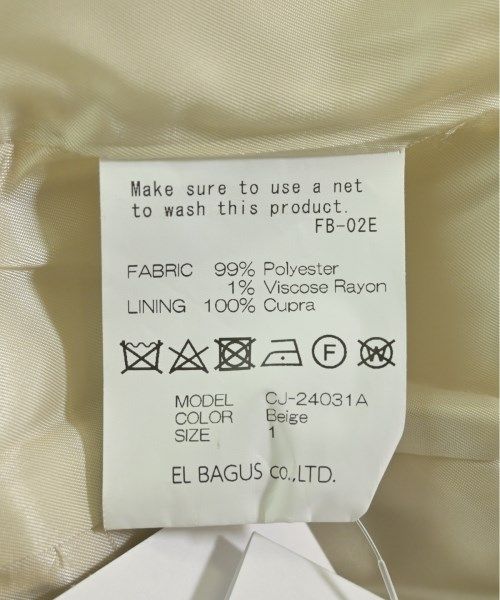 Make sure to use a net
to wash this product.
FB-02E
FABRIC 99% Polyester
1% Viscose Rayon
LINING 100% Cupra
F W
MODEL CJ-24031A
COLOR Beige
SIZE 1
EL BAGUS CO.,LTD.